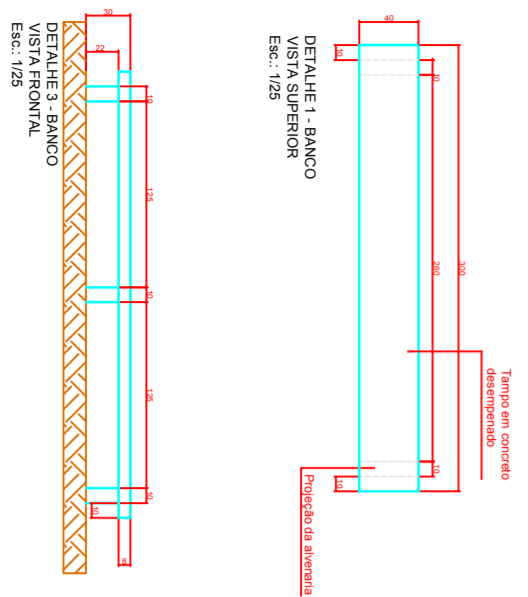 DETALHE 1 - BANCO
VISTA SUPERIOR
Esc.: 1/25
40
10
10
260
300
10
10
Tampo em concreto
desempenado
Projeção da alvenaria
DETALHE 3 - BANCO
VISTA FRONTAL
Esc.: 1/25
30
22
10
125
10
125
10
10
8